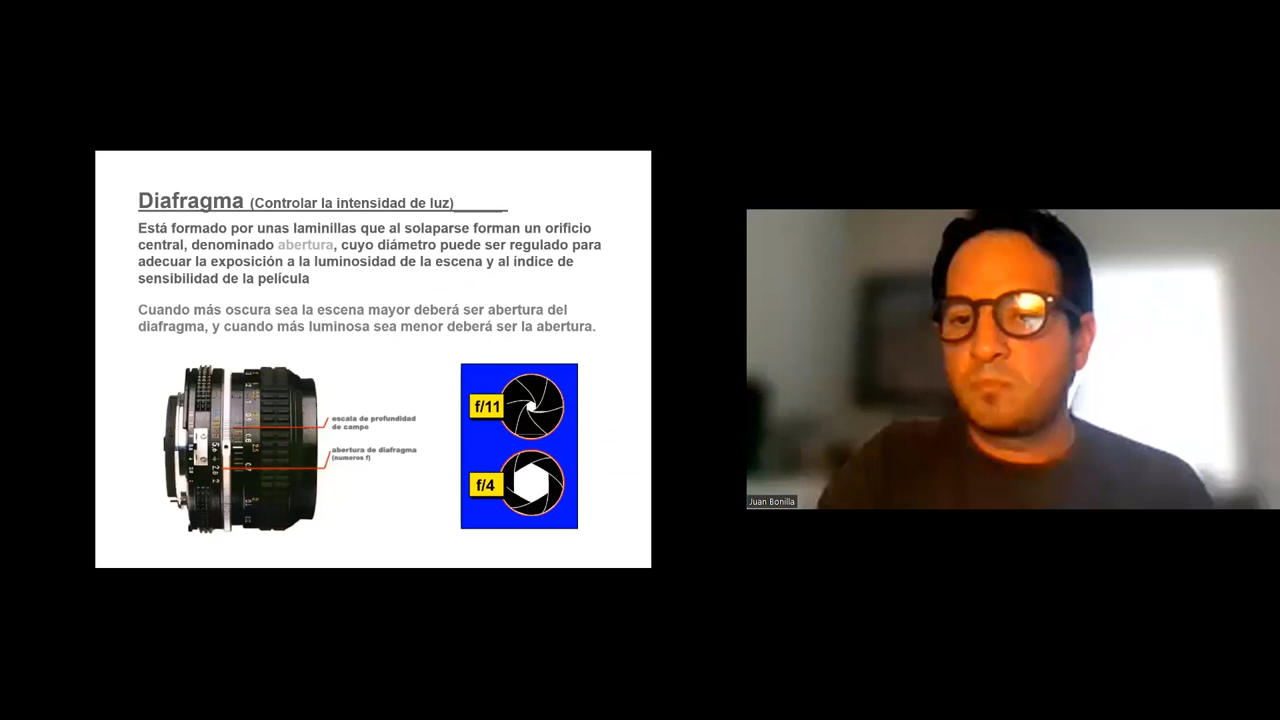 Diafragma (Controlar la intensidad de luz)______
Está formado por unas laminillas que al solaparse forman un orificio
central, denominado abertura, cuyo diámetro puede ser regulado para
adecuar la exposición a la luminosidad de la escena y al índice de
sensibilidad de la película
Cuando más oscura sea la escena mayor deberá ser abertura del
diafragma, y cuando más luminosa sea menor deberá ser la abertura.
escala de profundidad
de campo
abertura de diafragma
(numeros f)
f/11
f/4
Juan Bonilla